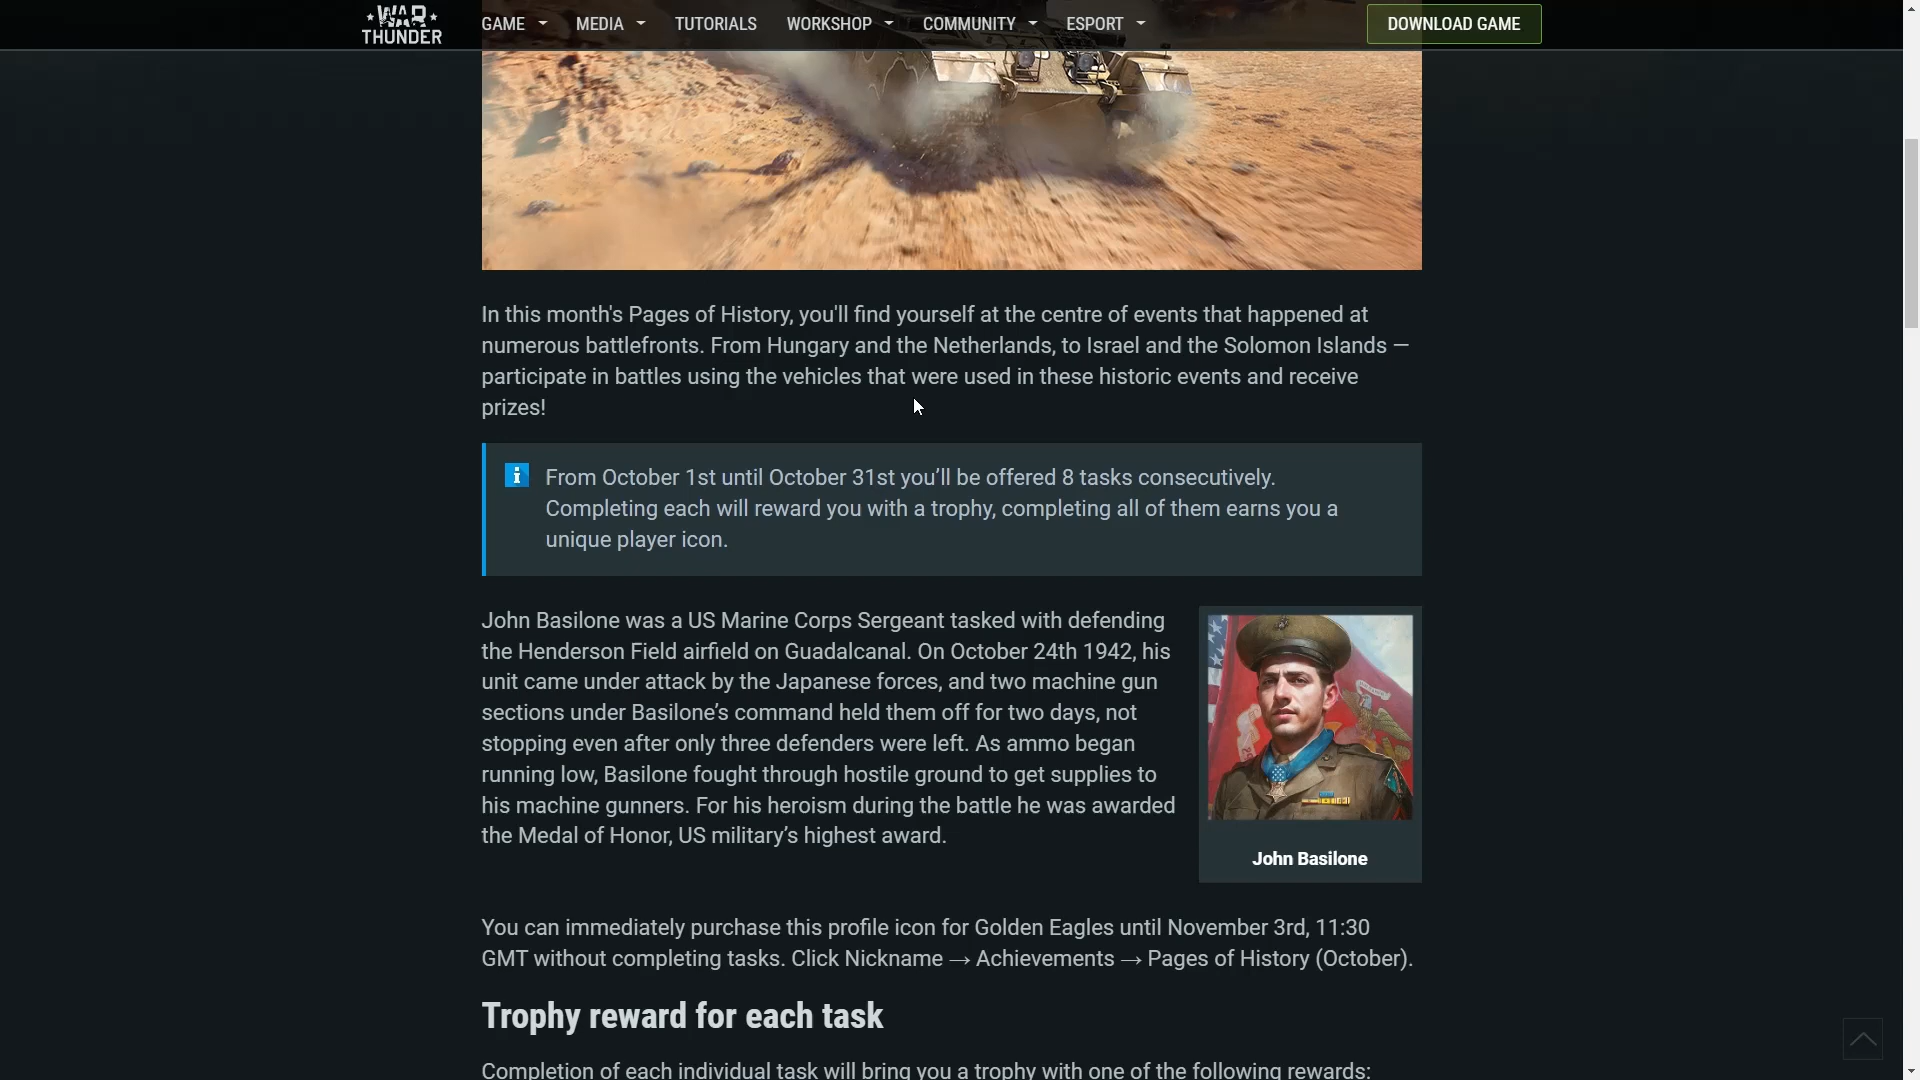 WAR
THUNDER
GAME
MEDIA
TUTORIALS
WORKSHOP
COMMUNITY
ESPORT
DOWNLOAD GAME
In this month's Pages of History, you'll find yourself at the centre of events that happened at
numerous battlefronts. From Hungary and the Netherlands, to Israel and the Solomon Islands —
participate in battles using the vehicles that were used in these historic events and receive
prizes!
i
From October 1st until October 31st you’ll be offered 8 tasks consecutively.
Completing each will reward you with a trophy, completing all of them earns you a
unique player icon.
John Basilone was a US Marine Corps Sergeant tasked with defending
the Henderson Field airfield on Guadalcanal. On October 24th 1942, his
unit came under attack by the Japanese forces, and two machine gun
sections under Basilone’s command held them off for two days, not
stopping even after only three defenders were left. As ammo began
running low, Basilone fought through hostile ground to get supplies to
his machine gunners. For his heroism during the battle he was awarded
the Medal of Honor, US military’s highest award.
John Basilone
You can immediately purchase this profile icon for Golden Eagles until November 3rd, 11:30
GMT without completing tasks. Click Nickname → Achievements → Pages of History (October).
Trophy reward for each task
Completion of each individual task will bring you a trophy with one of the following rewards: